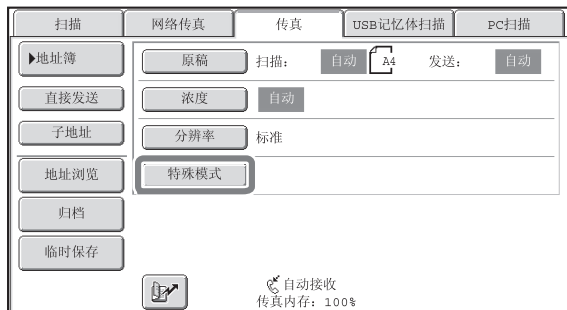 扫描 网络传真 传真 USB记忆体扫描 PC扫描
▶地址簿
直接发送
子地址
地址浏览
归档
临时保存
原稿 扫描: 自动 A4 发送: 自动
浓度 自动
分辨率 标准
特殊模式
自动接收
传真内存: 100%